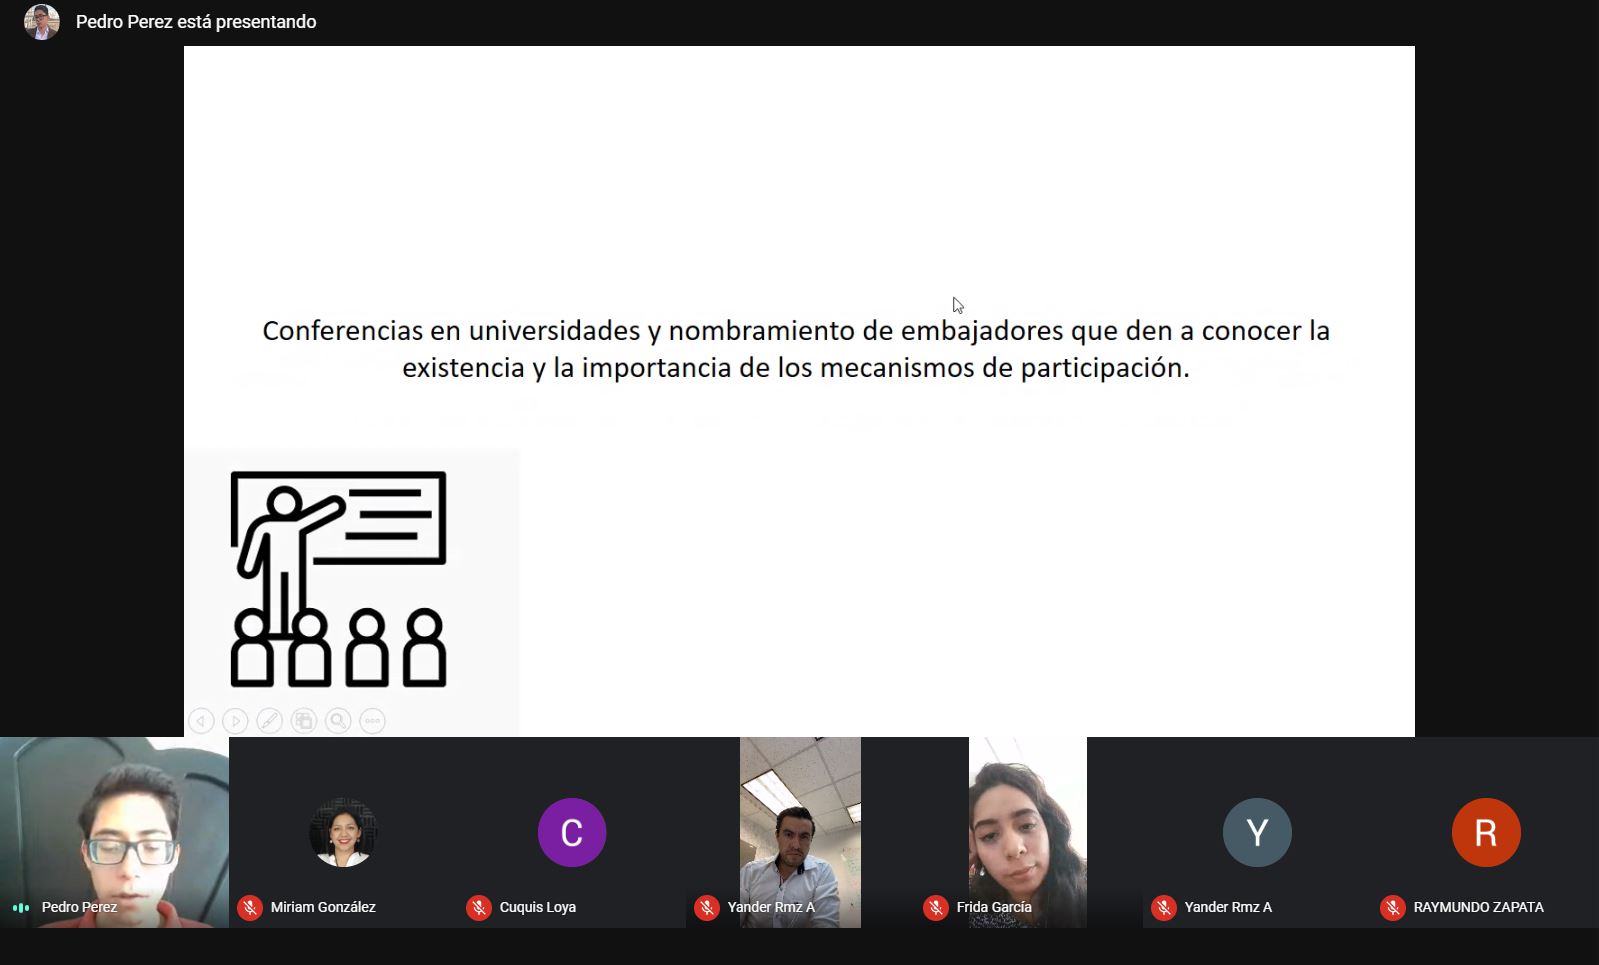 Pedro Perez está presentando
Conferencias en universidades y nombramiento de embajadores que den a conocer la
existencia y la importancia de los mecanismos de participación.
Pedro Perez
Miriam González
C
Cuquis Loya
Yander Rmz A
Frida García
Y
Yander Rmz A
R
RAYMUNDO ZAPATA